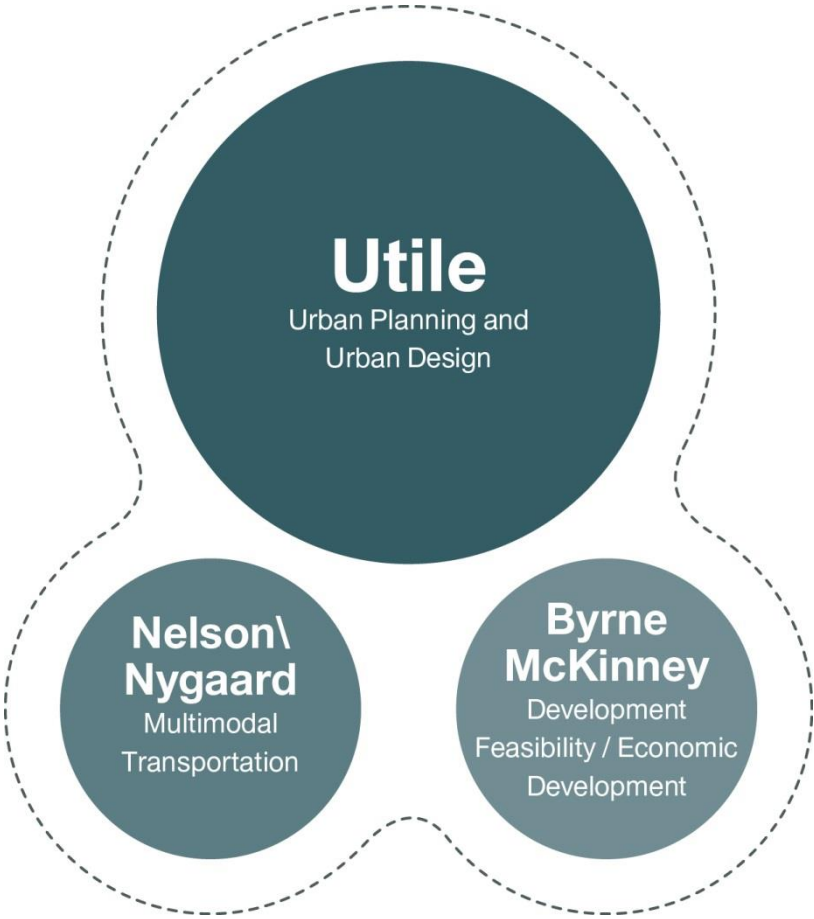 Utile
Urban Planning and
Urban Design
Nelson\
Nygaard
Multimodal
Transportation
Byrne
McKinney
Development
Feasibility / Economic
Development